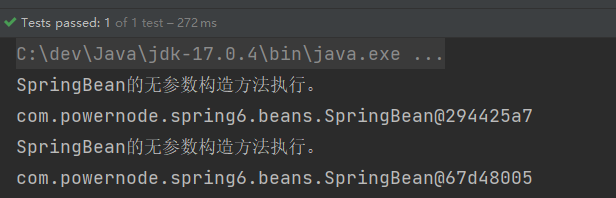 Tests passed: 1 of 1 test – 272 ms
C:\dev\Java\jdk-17.0.4\bin\java.exe ...
SpringBean的无参数构造方法执行。
com.powernode.spring6.beans.SpringBean@294425a7
SpringBean的无参数构造方法执行。
com.powernode.spring6.beans.SpringBean@67d48005